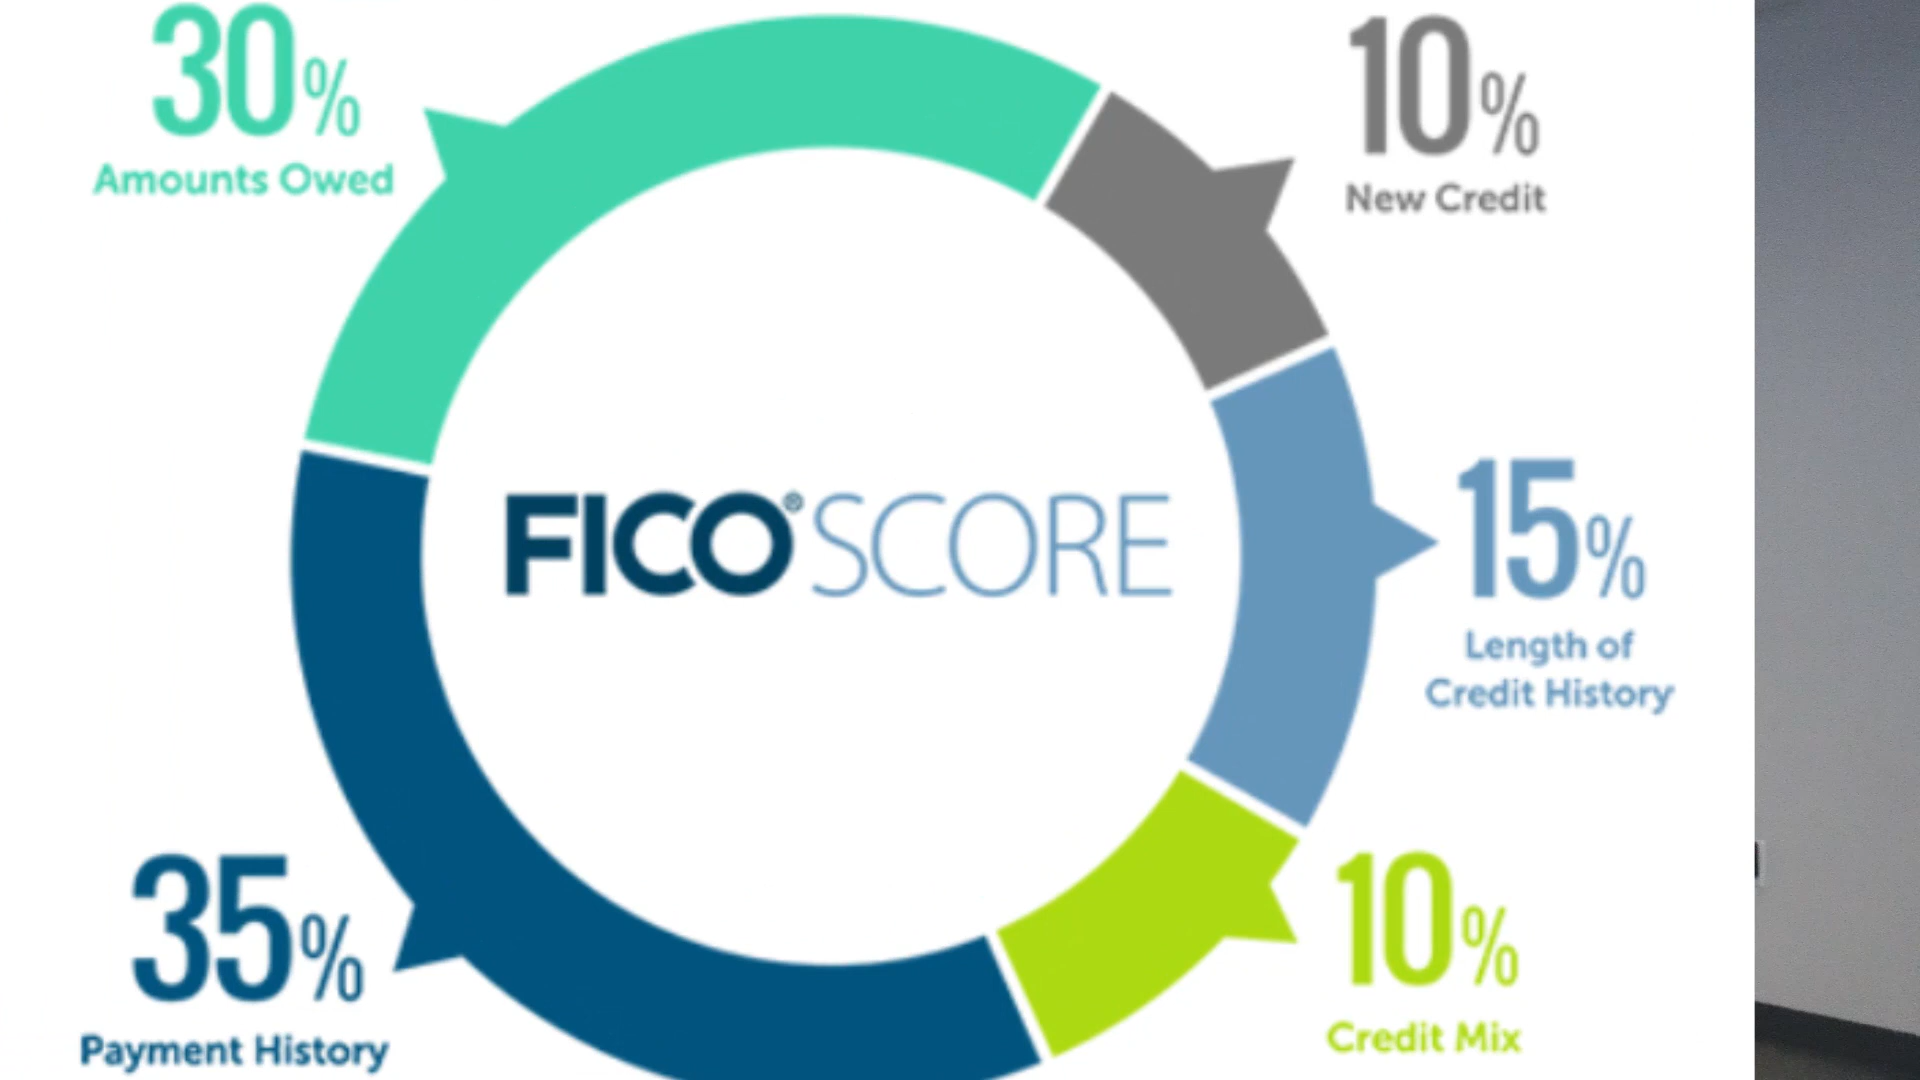 30%
Amounts Owed
10%
New Credit
FICO® SCORE
15%
Length of
Credit History
35%
Payment History
10%
Credit Mix